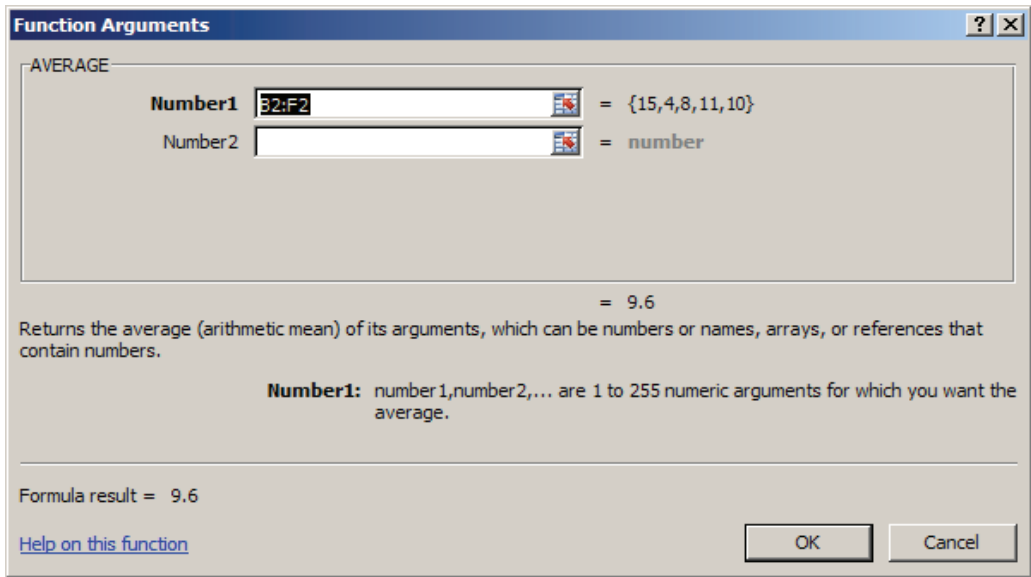 Function Arguments
AVERAGE
Number1 B2:F2 = {15,4,8,11,10}
Number2 = number
= 9.6
Returns the average (arithmetic mean) of its arguments, which can be numbers or names, arrays, or references that
contain numbers.
Number1: number1,number2,... are 1 to 255 numeric arguments for which you want the
average.
Formula result = 9.6
Help on this function
OK Cancel